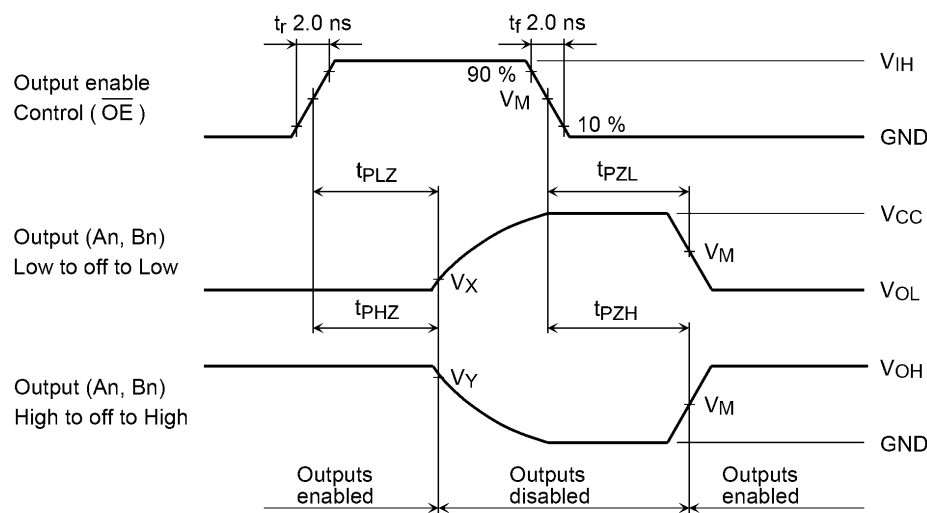 tr 2.0 ns
tf 2.0 ns
Output enable
Control ( OE )
90 %
VM
10 %
VIH
GND
tPLZ
tPZL
Output (An, Bn)
Low to off to Low
VX
VCC
VM
VOL
tPHZ
tPZH
Output (An, Bn)
High to off to High
VY
VOH
VM
GND
Outputs
enabled
Outputs
disabled
Outputs
enabled